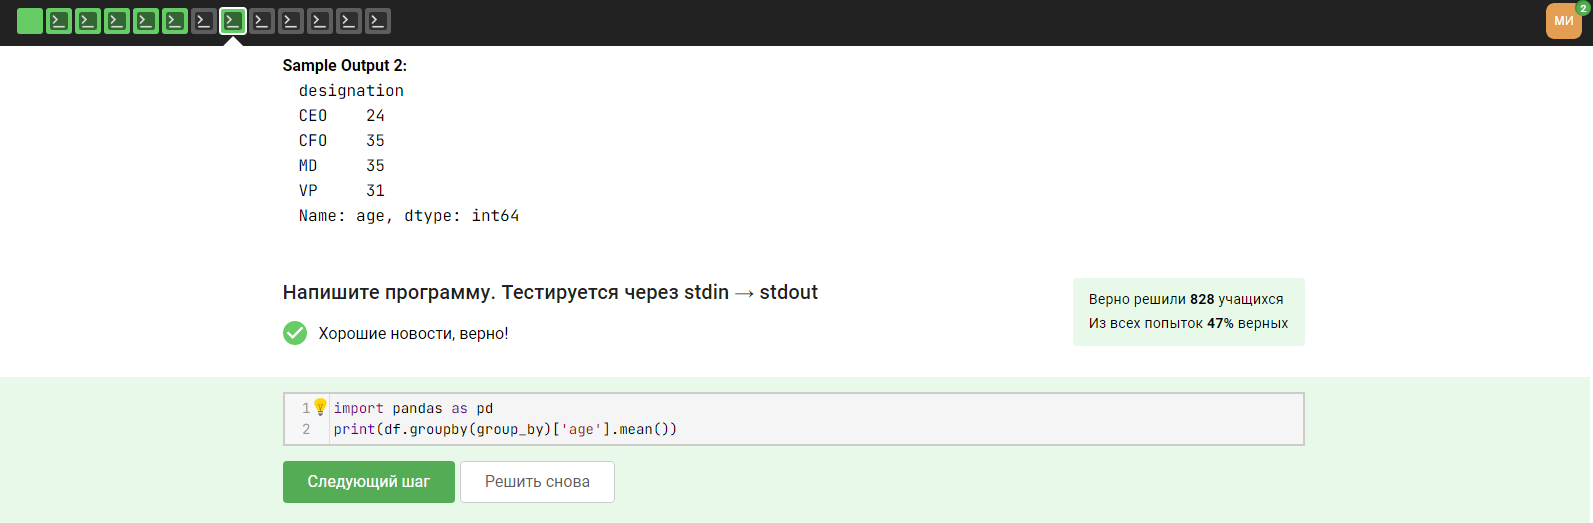 МИ
2
Sample Output 2:
designation
CEO    24
CFO    35
MD     35
VP     31
Name: age, dtype: int64
Напишите программу. Тестируется через stdin → stdout
Хорошие новости, верно!
Верно решили 828 учащихся
Из всех попыток 47% верных
1 import pandas as pd
2 print(df.groupby(group_by)['age'].mean())
Следующий шаг
Решить снова